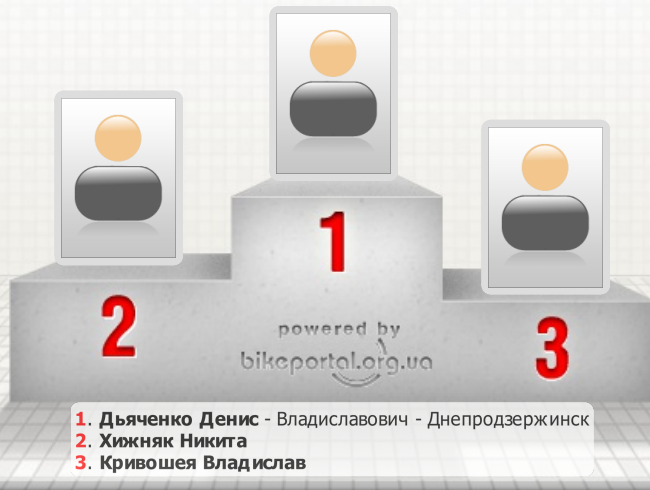 1
2
3
powered by
bikeportal.org.ua
1. Дьяченко Денис - Владиславович - Днепродзержинск
2. Хижняк Никита
3. Кривошея Владислав